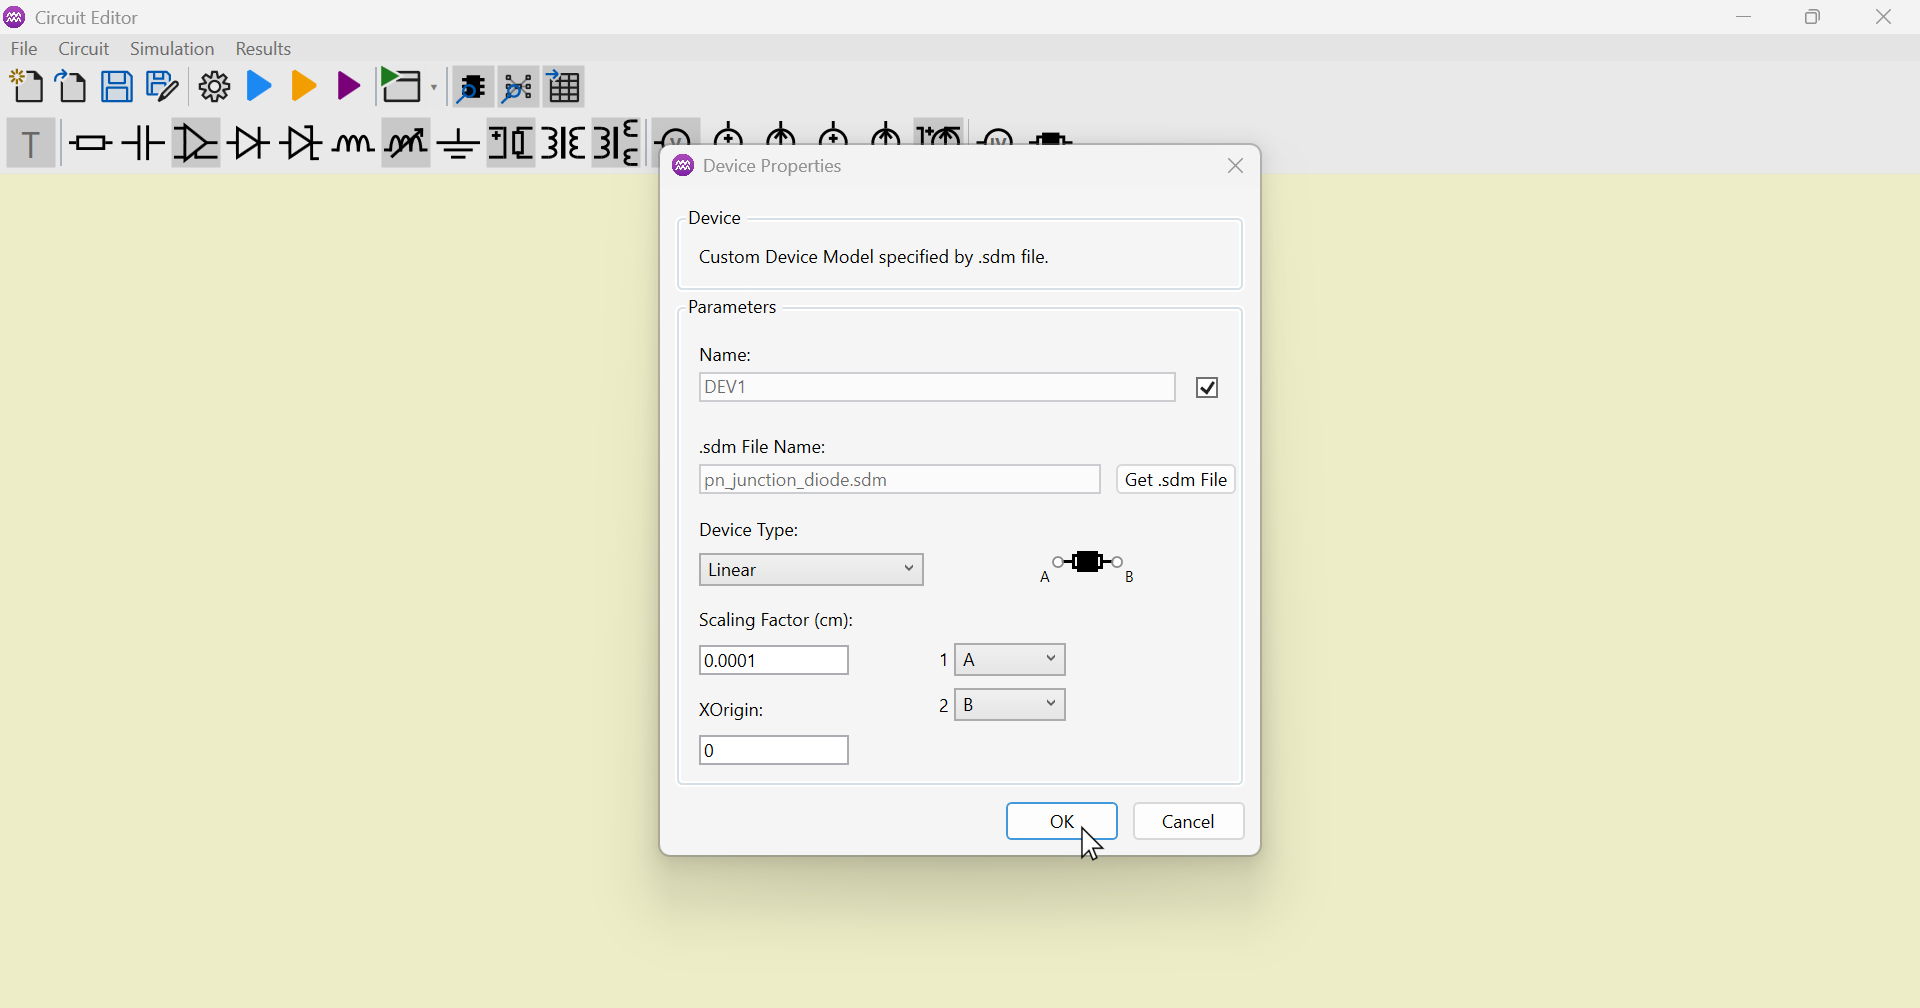 Circuit Editor
File Circuit Simulation Results
T
Device Properties
Device
Custom Device Model specified by .sdm file.
Parameters
Name:
DEV1
.sdm File Name:
pn_junction_diode.sdm
Get .sdm File
Device Type:
Linear
A B
Scaling Factor (cm):
0.0001
1 A
2 B
XOrigin:
0
OK Cancel